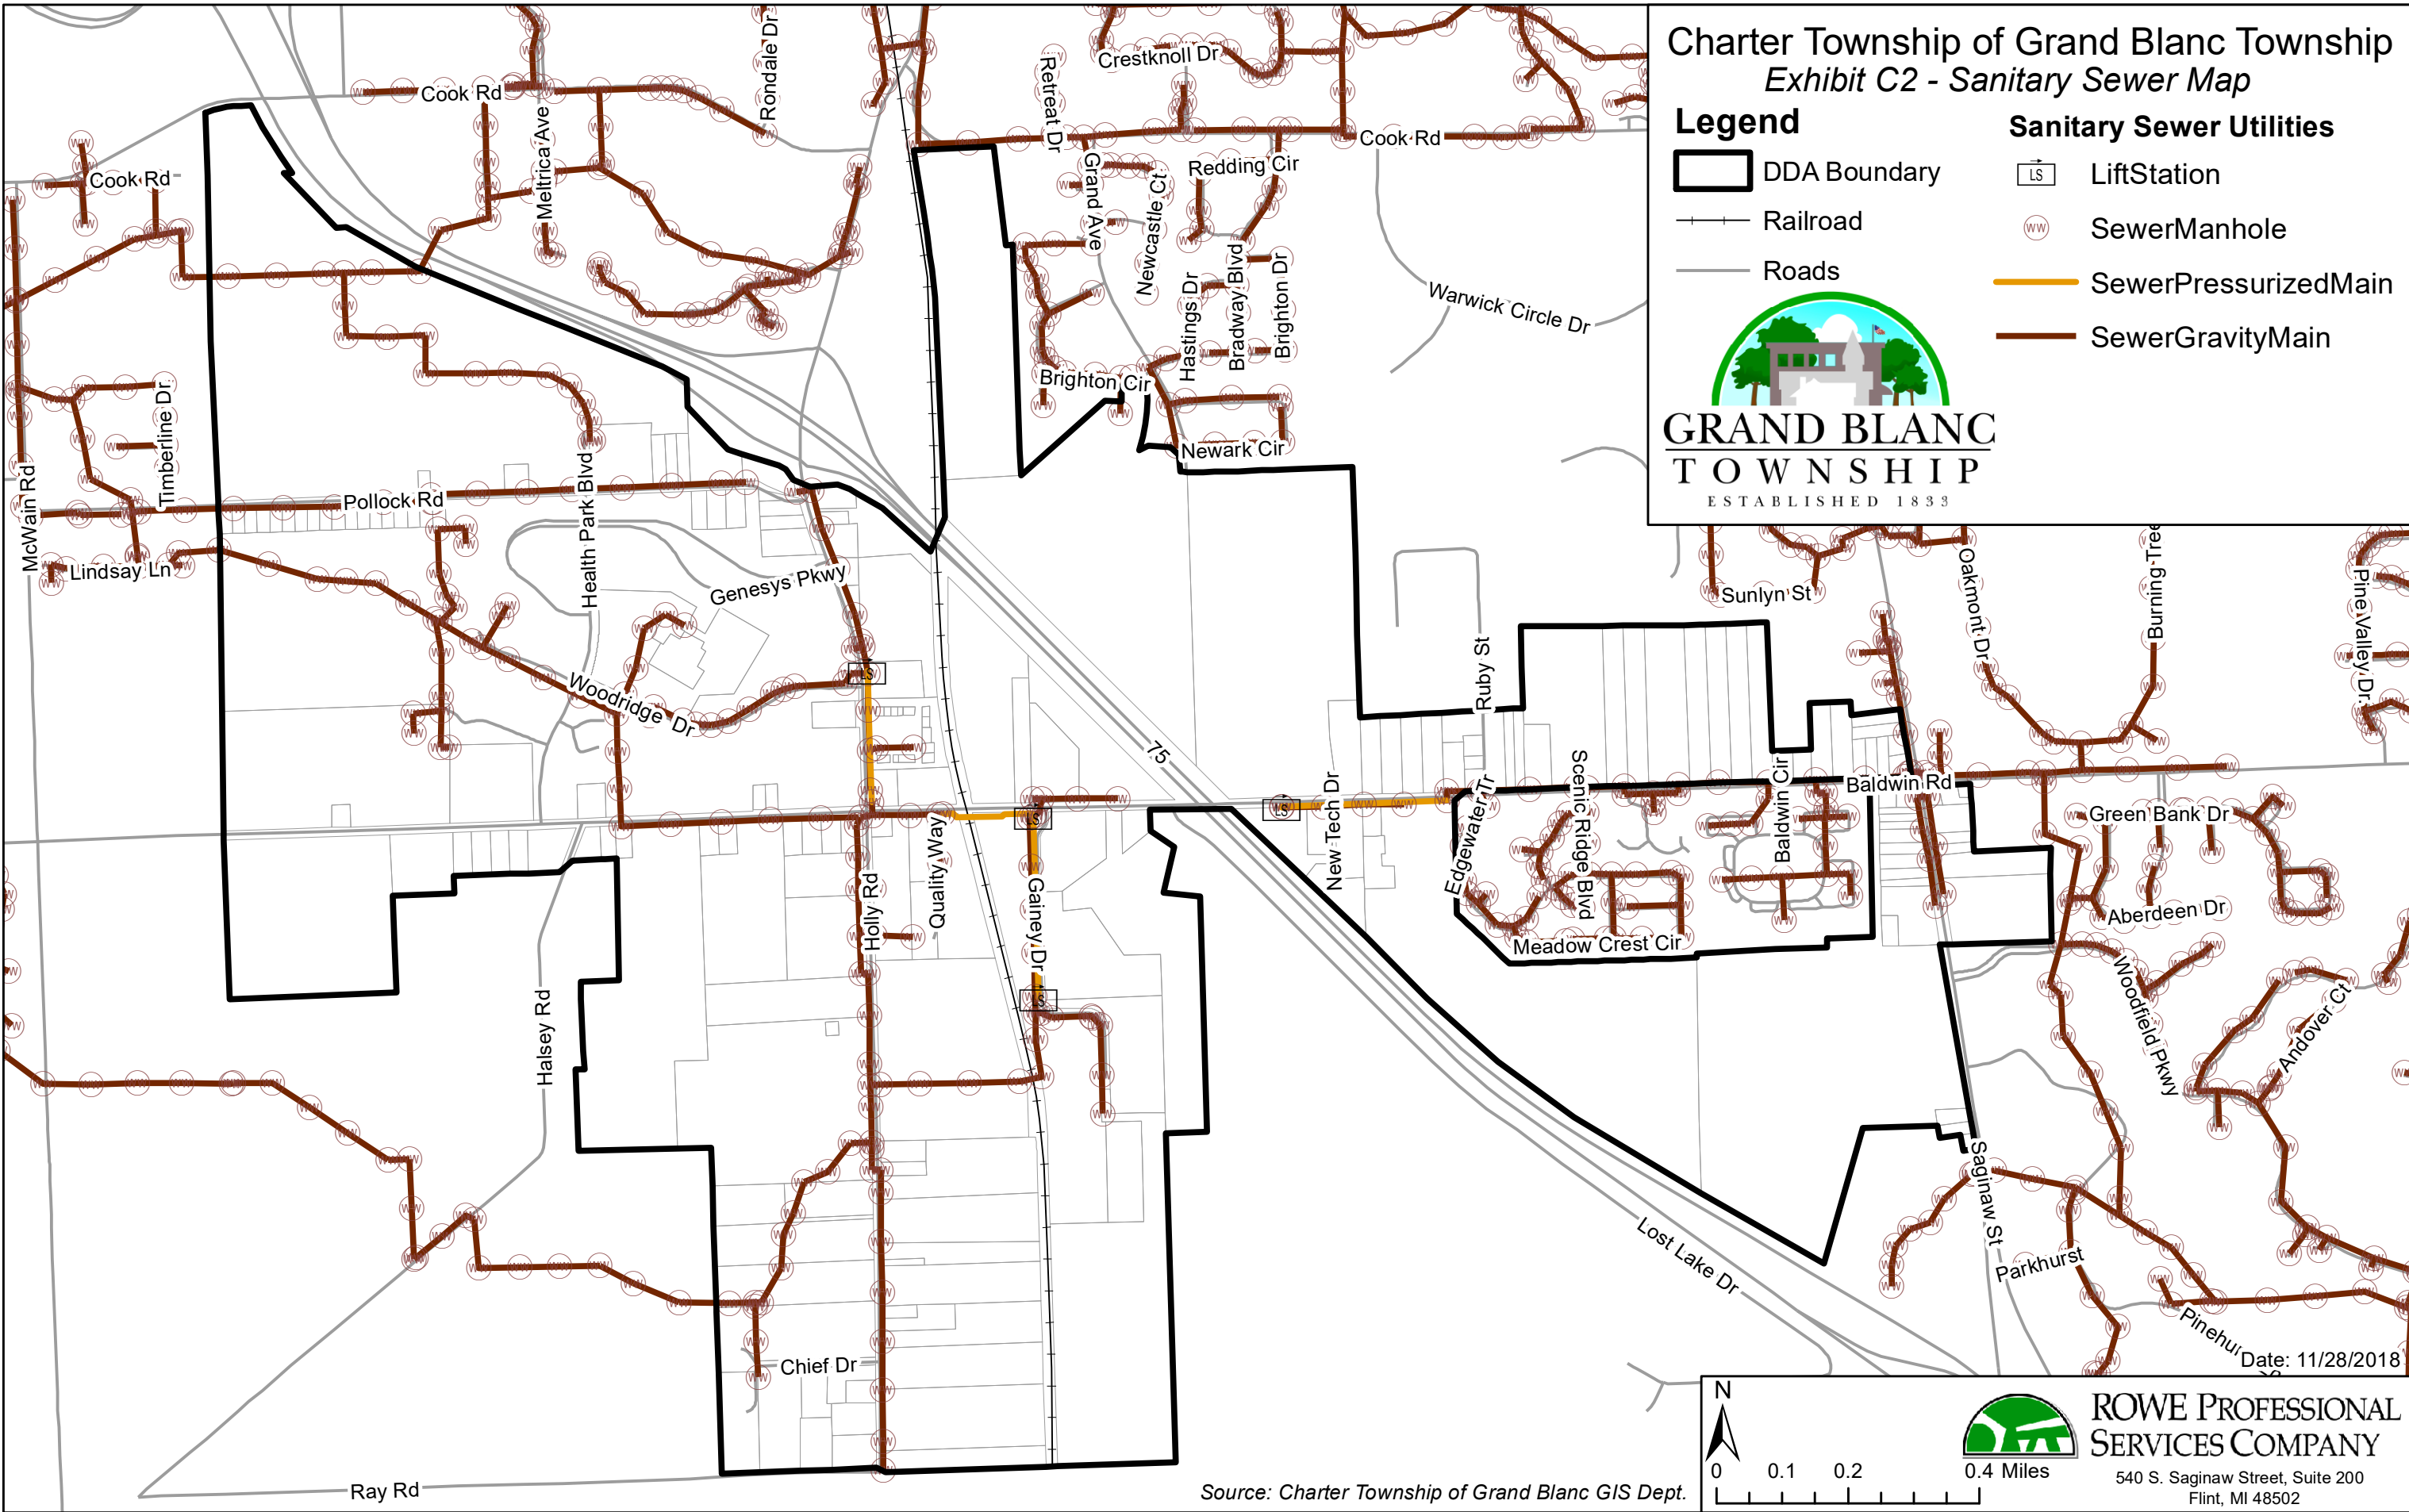 Charter Township of Grand Blanc Township
Exhibit C2 - Sanitary Sewer Map
Legend
DDA Boundary
Railroad
Roads
Sanitary Sewer Utilities
LS LiftStation
WW SewerManhole
SewerPressurizedMain
SewerGravityMain
GRAND BLANC
TOWNSHIP
ESTABLISHED 1833
Cook Rd
Meltrica Ave
Rondale Dr
Retreat Dr
Crestknoll Dr
Cook Rd
Cook Rd
Grand Ave
Newcastle Ct
Redding Cir
Hastings Dr
Bradway Blvd
Brighton Dr
Warwick Circle Dr
Brighton Cir
Newark Cir
Timberline Dr
McWain Rd
Pollock Rd
Lindsay Ln
Health Park Blvd
Genesys Pkwy
Woodridge Dr
LS
75
Ruby St
Sunlyn St
Oakmont Dr
Burning Tree
Pine Valley Dr
LS
LS
New Tech Dr
Edgewater Tr
Scenic Ridge Blvd
Baldwin Cir
Baldwin Rd
Green Bank Dr
Aberdeen Dr
Meadow Crest Cir
Quality Way
Holly Rd
Gainey Dr
LS
Halsey Rd
Woodfield Pkwy
Andover Ct
Saginaw St
Lost Lake Dr
Parkhurst
Pinehu
Chief Dr
Ray Rd
Date: 11/28/2018
Source: Charter Township of Grand Blanc GIS Dept.
N
0 0.1 0.2 0.4 Miles
ROWE PROFESSIONAL
SERVICES COMPANY
540 S. Saginaw Street, Suite 200
Flint, MI 48502